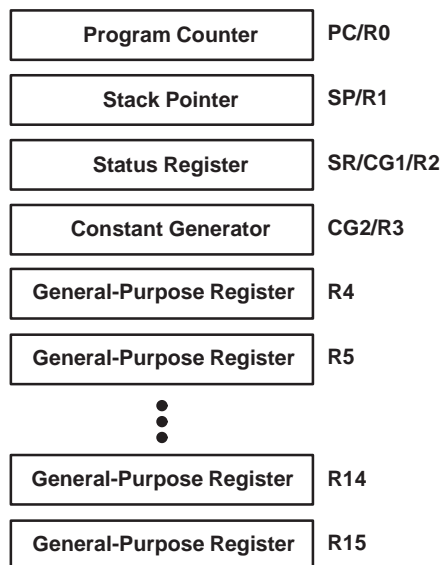 Program Counter PC/R0
Stack Pointer SP/R1
Status Register SR/CG1/R2
Constant Generator CG2/R3
General-Purpose Register R4
General-Purpose Register R5
General-Purpose Register R14
General-Purpose Register R15